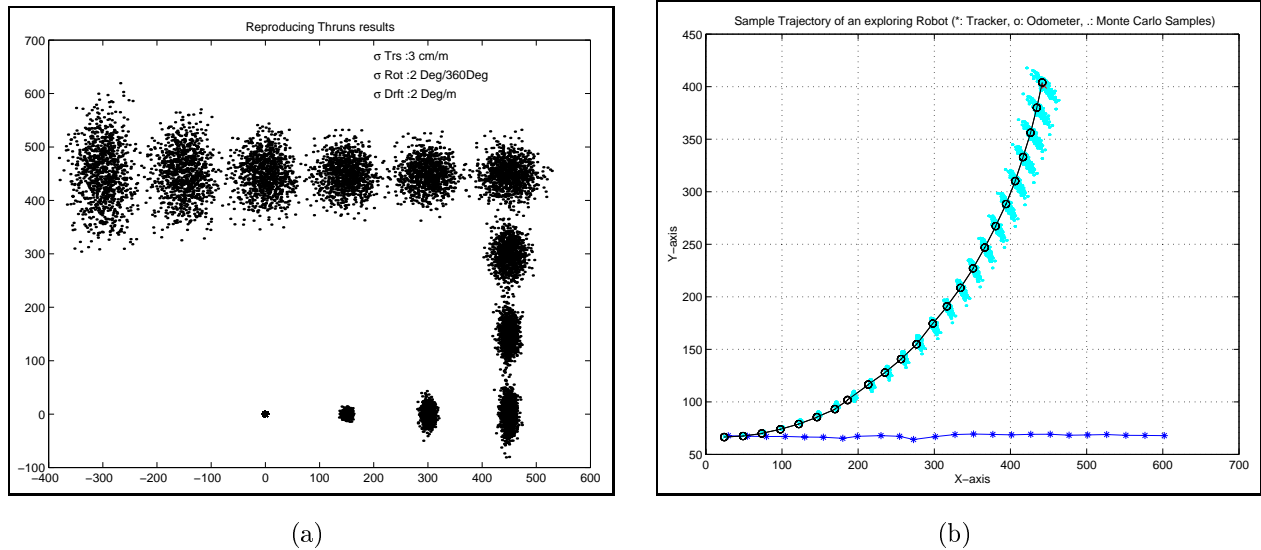 Reproducing Thruns results
σ Trs :3 cm/m
σ Rot :2 Deg/360Deg
σ Drft :2 Deg/m
700
600
500
400
300
200
100
0
−100
−400 −300 −200 −100 0 100 200 300 400 500 600
(a)
Sample Trajectory of an exploring Robot (*: Tracker, o: Odometer, .: Monte Carlo Samples)
450
400
350
300
250
200
150
100
50
Y−axis
0 100 200 300 400 500 600 700
X−axis
(b)